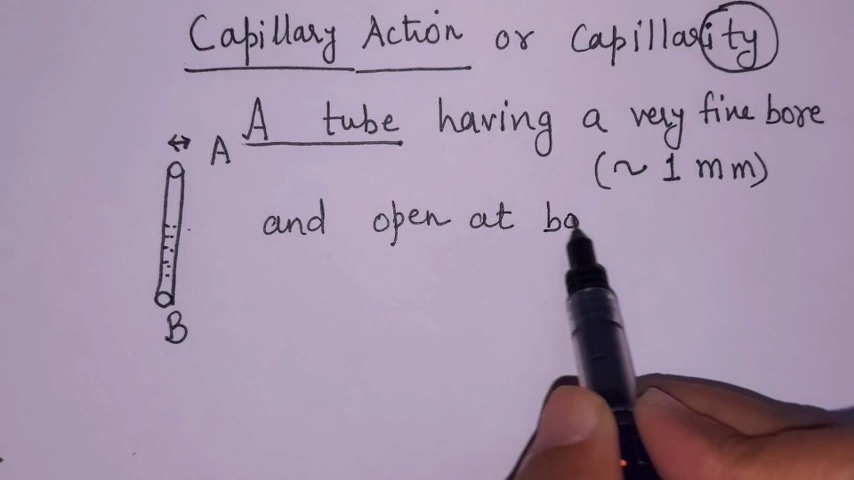 Capillary Action or Capillarity
A A tube having a very fine bore
(~ 1 mm)
and open at bo
B